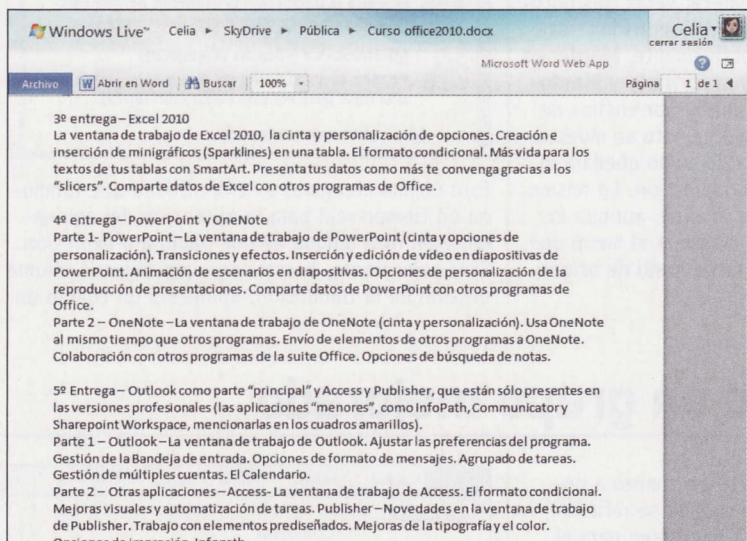 Windows Live™ Celia ► SkyDrive ► Pública ► Curso office2010.docx Celia
cerrar sesión
Microsoft Word Web App
Archivo Abrir en Word Buscar 100% Página 1 de 1
3º entrega – Excel 2010
La ventana de trabajo de Excel 2010, la cinta y personalización de opciones. Creación e
inserción de minigráficos (Sparklines) en una tabla. El formato condicional. Más vida para los
textos de tus tablas con SmartArt. Presenta tus datos como más te convenga gracias a los
"slicers". Comparte datos de Excel con otros programas de Office.
4º entrega – PowerPoint y OneNote
Parte 1- PowerPoint – La ventana de trabajo de PowerPoint (cinta y opciones de
personalización). Transiciones y efectos. Inserción y edición de vídeo en diapositivas de
PowerPoint. Animación de escenarios en diapositivas. Opciones de personalización de la
reproducción de presentaciones. Comparte datos de PowerPoint con otros programas de
Office.
Parte 2 – OneNote – La ventana de trabajo de OneNote (cinta y personalización). Usa OneNote
al mismo tiempo que otros programas. Envío de elementos de otros programas a OneNote.
Colaboración con otros programas de la suite Office. Opciones de búsqueda de notas.
5º Entrega – Outlook como parte "principal" y Access y Publisher, que están sólo presentes en
las versiones profesionales (las aplicaciones "menores", como InfoPath, Communicator y
Sharepoint Workspace, mencionarlas en los cuadros amarillos).
Parte 1 – Outlook – La ventana de trabajo de Outlook. Ajustar las preferencias del programa.
Gestión de la Bandeja de entrada. Opciones de formato de mensajes. Agrupado de tareas.
Gestión de múltiples cuentas. El Calendario.
Parte 2 – Otras aplicaciones – Access- La ventana de trabajo de Access. El formato condicional.
Mejoras visuales y automatización de tareas. Publisher – Novedades en la ventana de trabajo
de Publisher. Trabajo con elementos prediseñados. Mejoras de la tipografía y el color.
Opciones de impresión. Infopath